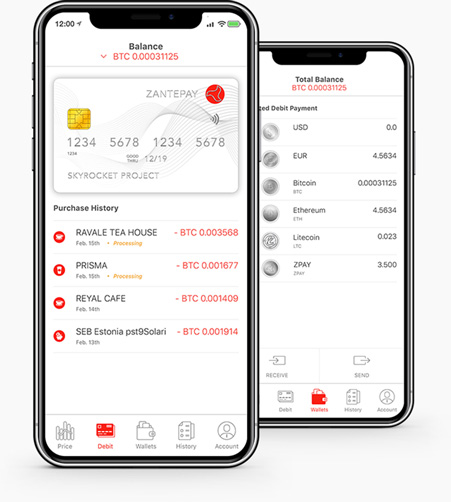 12:00
Balance
BTC 0.00031125
ZANTEPAY
1234 5678 1234 5678
1234
GOOD THRU 12/19
SKYROCKET PROJECT
Purchase History
RAVALE TEA HOUSE - BTC 0.003568
Feb. 15th • Processing
PRISMA - BTC 0.001677
Feb. 15th • Processing
REYAL CAFE - BTC 0.001409
Feb. 14th
SEB Estonia pst9Solari - BTC 0.001914
Feb. 13th
Price Debit Wallets History Account
Total Balance
BTC 0.00031125
Debit Payment
USD 0.0
EUR 4.5634
Bitcoin 0.00031125
BTC
Ethereum 4.5634
ETH
Litecoin 0.023
LTC
ZPAY 3.500
ZPAY
RECEIVE SEND
Debit Wallets History Account